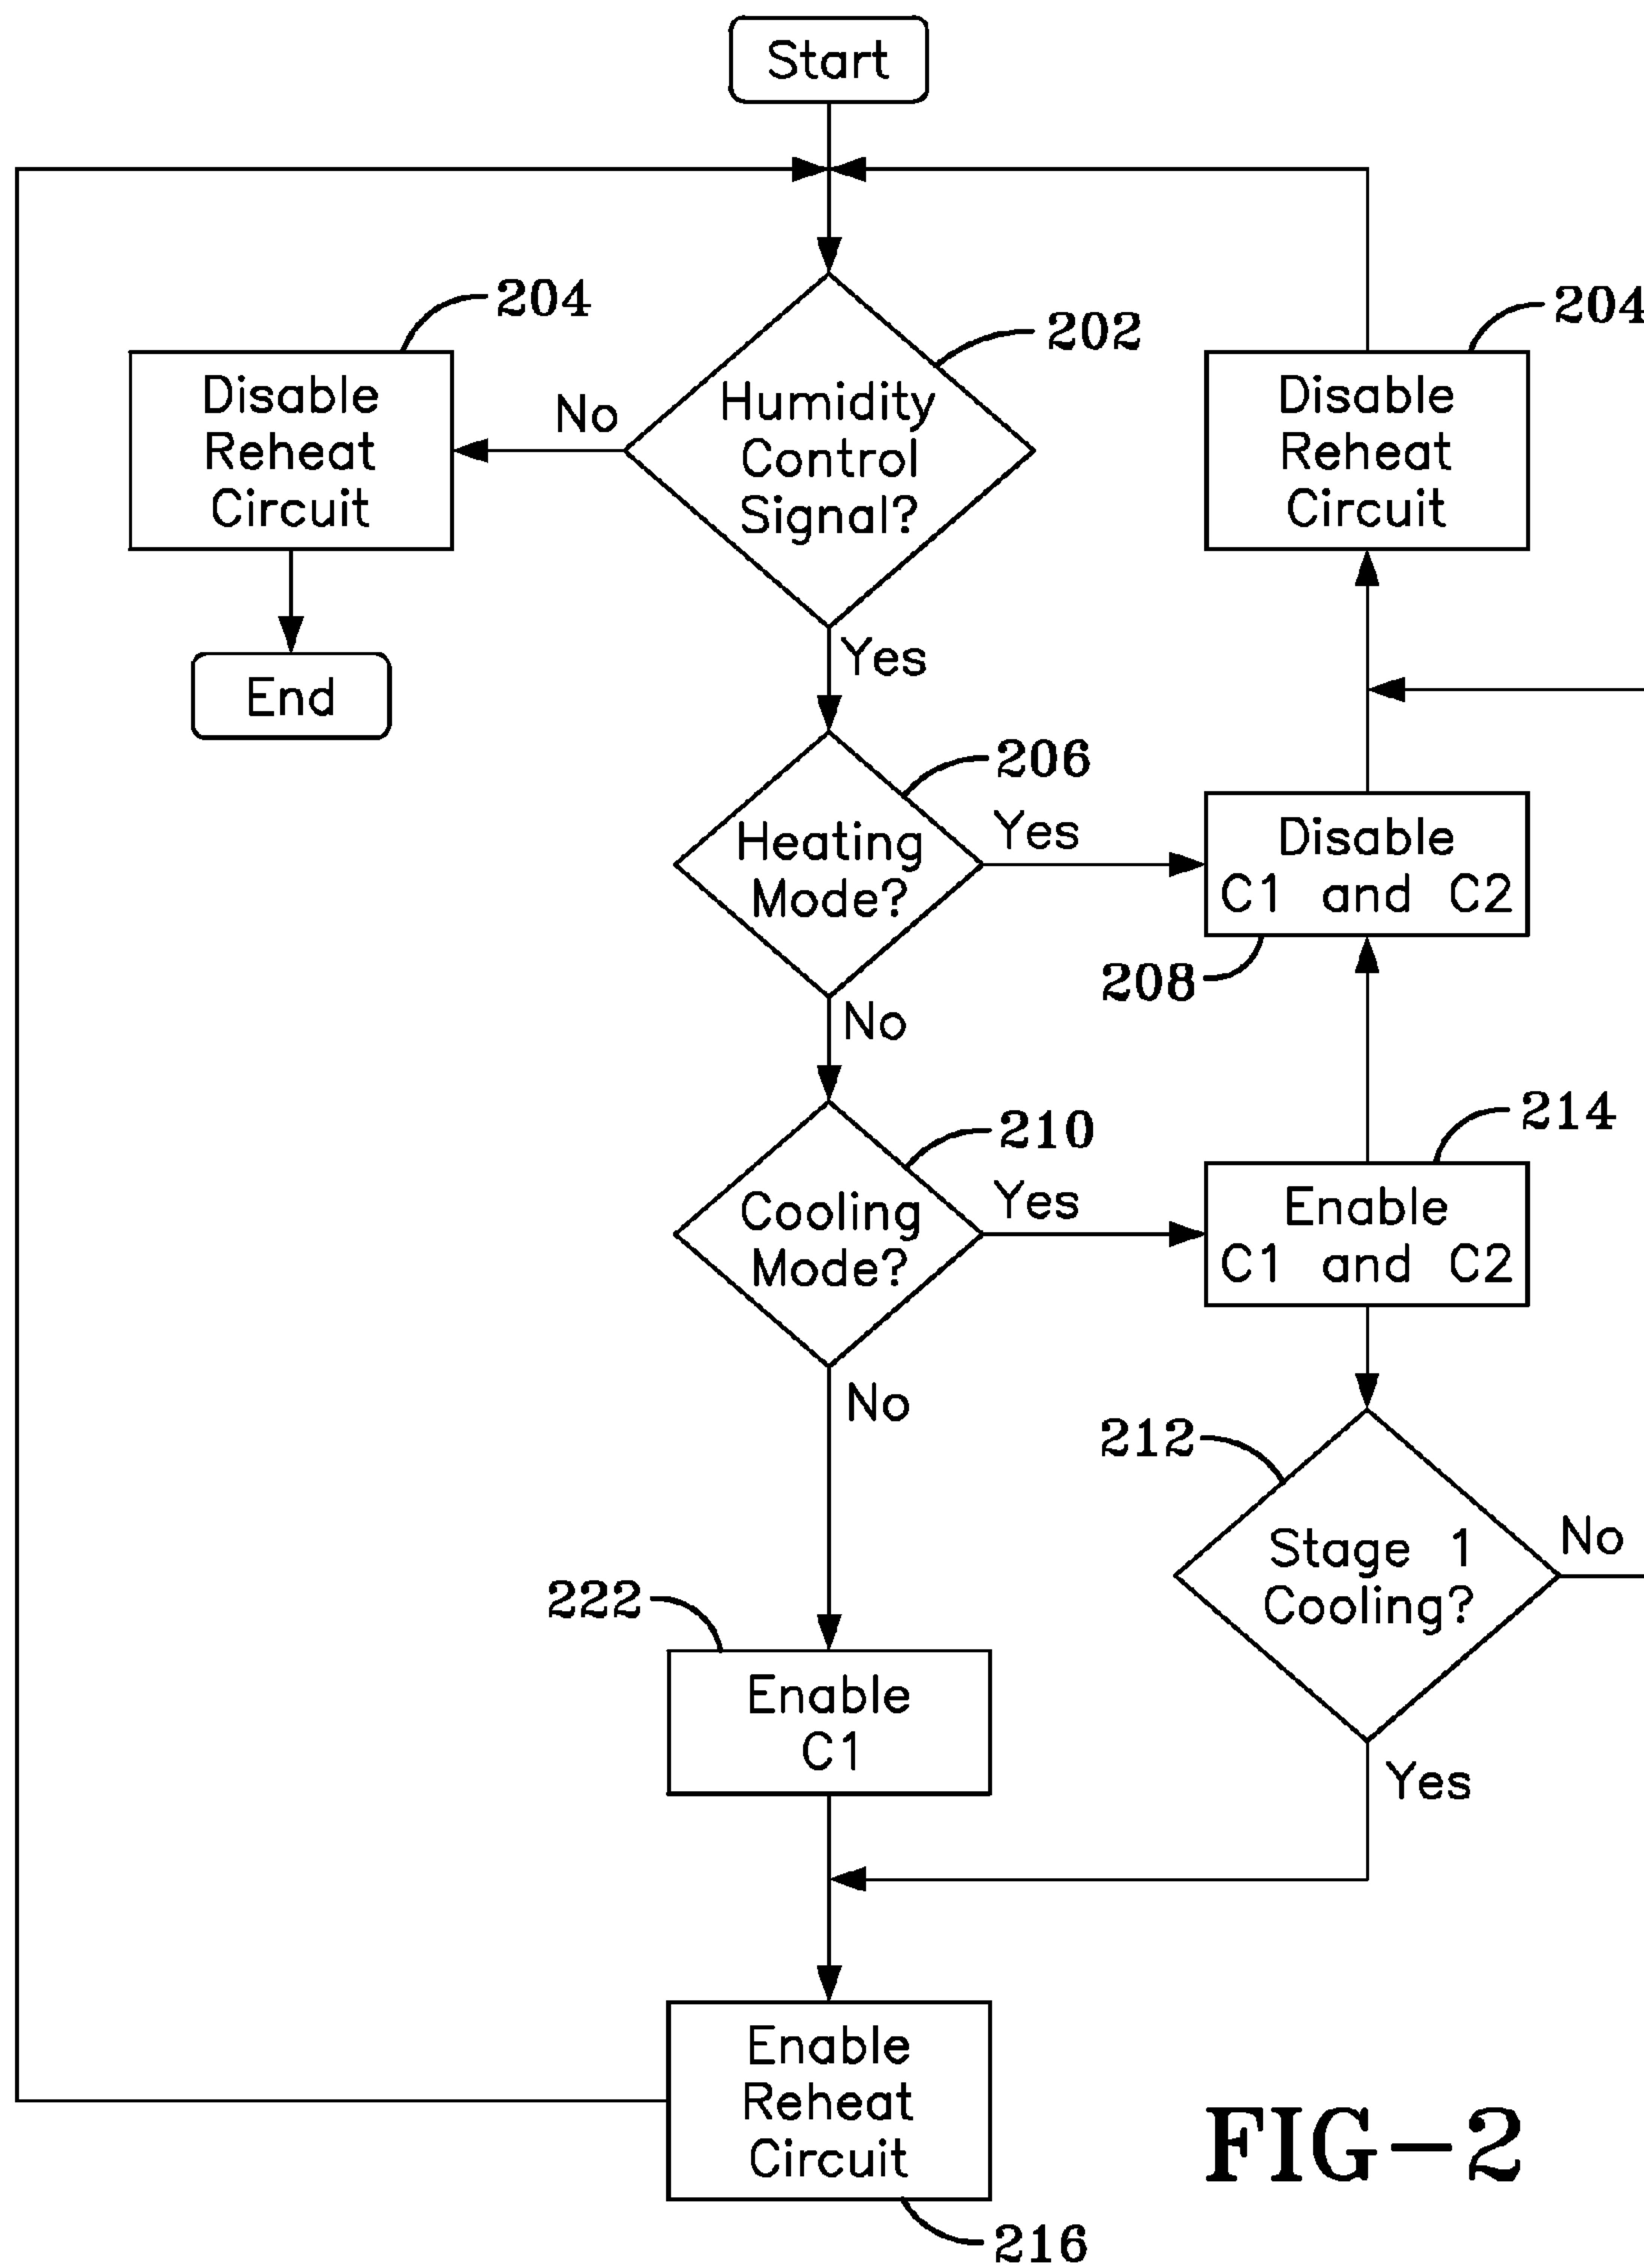 Start
204
202
204
Disable
Reheat
Circuit
No
Humidity
Control
Signal?
Disable
Reheat
Circuit
Yes
End
206
Heating
Mode?
Yes
Disable
C1 and C2
208
No
210
214
Cooling
Mode?
Yes
Enable
C1 and C2
No
212
Stage 1
Cooling?
No
222
Enable
C1
Yes
Enable
Reheat
Circuit
216
FIG-2